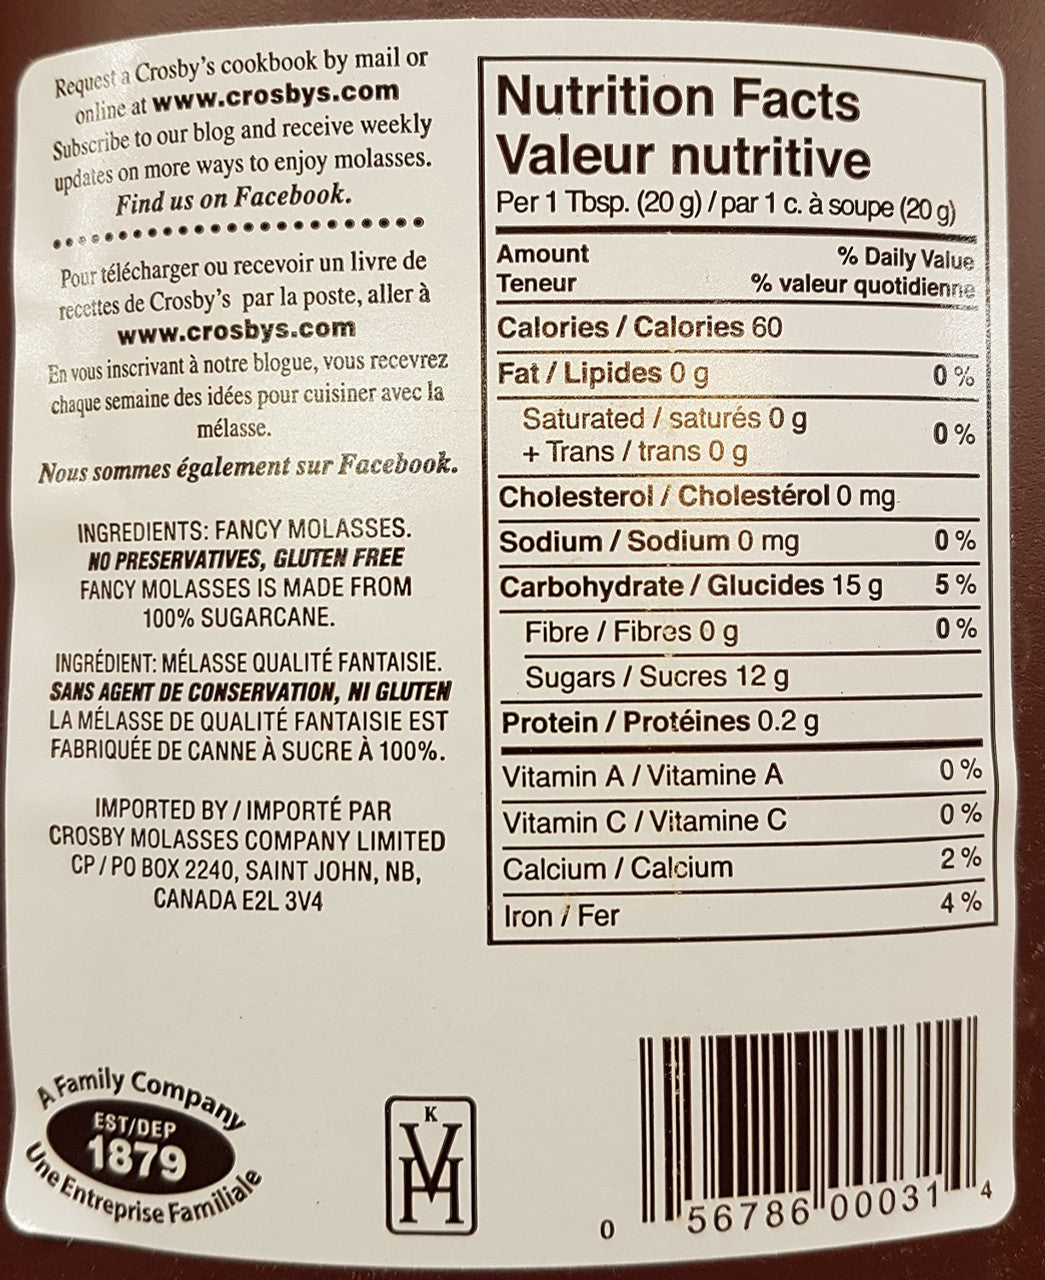 Request a Crosby's cookbook by mail or
online at www.crosbys.com
Subscribe to our blog and receive weekly
updates on more ways to enjoy molasses.
Find us on Facebook.
Pour télécharger ou recevoir un livre de
recettes de Crosby's par la poste, aller à
www.crosbys.com
En vous inscrivant à notre blogue, vous recevrez
chaque semaine des idées pour cuisiner avec la
mélasse.
Nous sommes également sur Facebook.
INGREDIENTS: FANCY MOLASSES.
NO PRESERVATIVES, GLUTEN FREE
FANCY MOLASSES IS MADE FROM
100% SUGARCANE.
INGRÉDIENT: MÉLASSE QUALITÉ FANTAISIE.
SANS AGENT DE CONSERVATION, NI GLUTEN
LA MÉLASSE DE QUALITÉ FANTAISIE EST
FABRIQUÉE DE CANNE À SUCRE À 100%.
IMPORTED BY / IMPORTÉ PAR
CROSBY MOLASSES COMPANY LIMITED
CP / PO BOX 2240, SAINT JOHN, NB,
CANADA E2L 3V4
Nutrition Facts
Valeur nutritive
Per 1 Tbsp. (20 g) / par 1 c. à soupe (20 g)
Amount % Daily Value
Teneur % valeur quotidienne
Calories / Calories 60
Fat / Lipides 0 g 0 %
Saturated / saturés 0 g
+ Trans / trans 0 g 0 %
Cholesterol / Cholestérol 0 mg
Sodium / Sodium 0 mg 0 %
Carbohydrate / Glucides 15 g 5 %
Fibre / Fibres 0 g 0 %
Sugars / Sucres 12 g
Protein / Protéines 0.2 g
Vitamin A / Vitamine A 0 %
Vitamin C / Vitamine C 0 %
Calcium / Calcium 2 %
Iron / Fer 4 %
A Family Company
EST/DEP
1879
Une Entreprise Familiale
K
VH
0 56786 00031 4